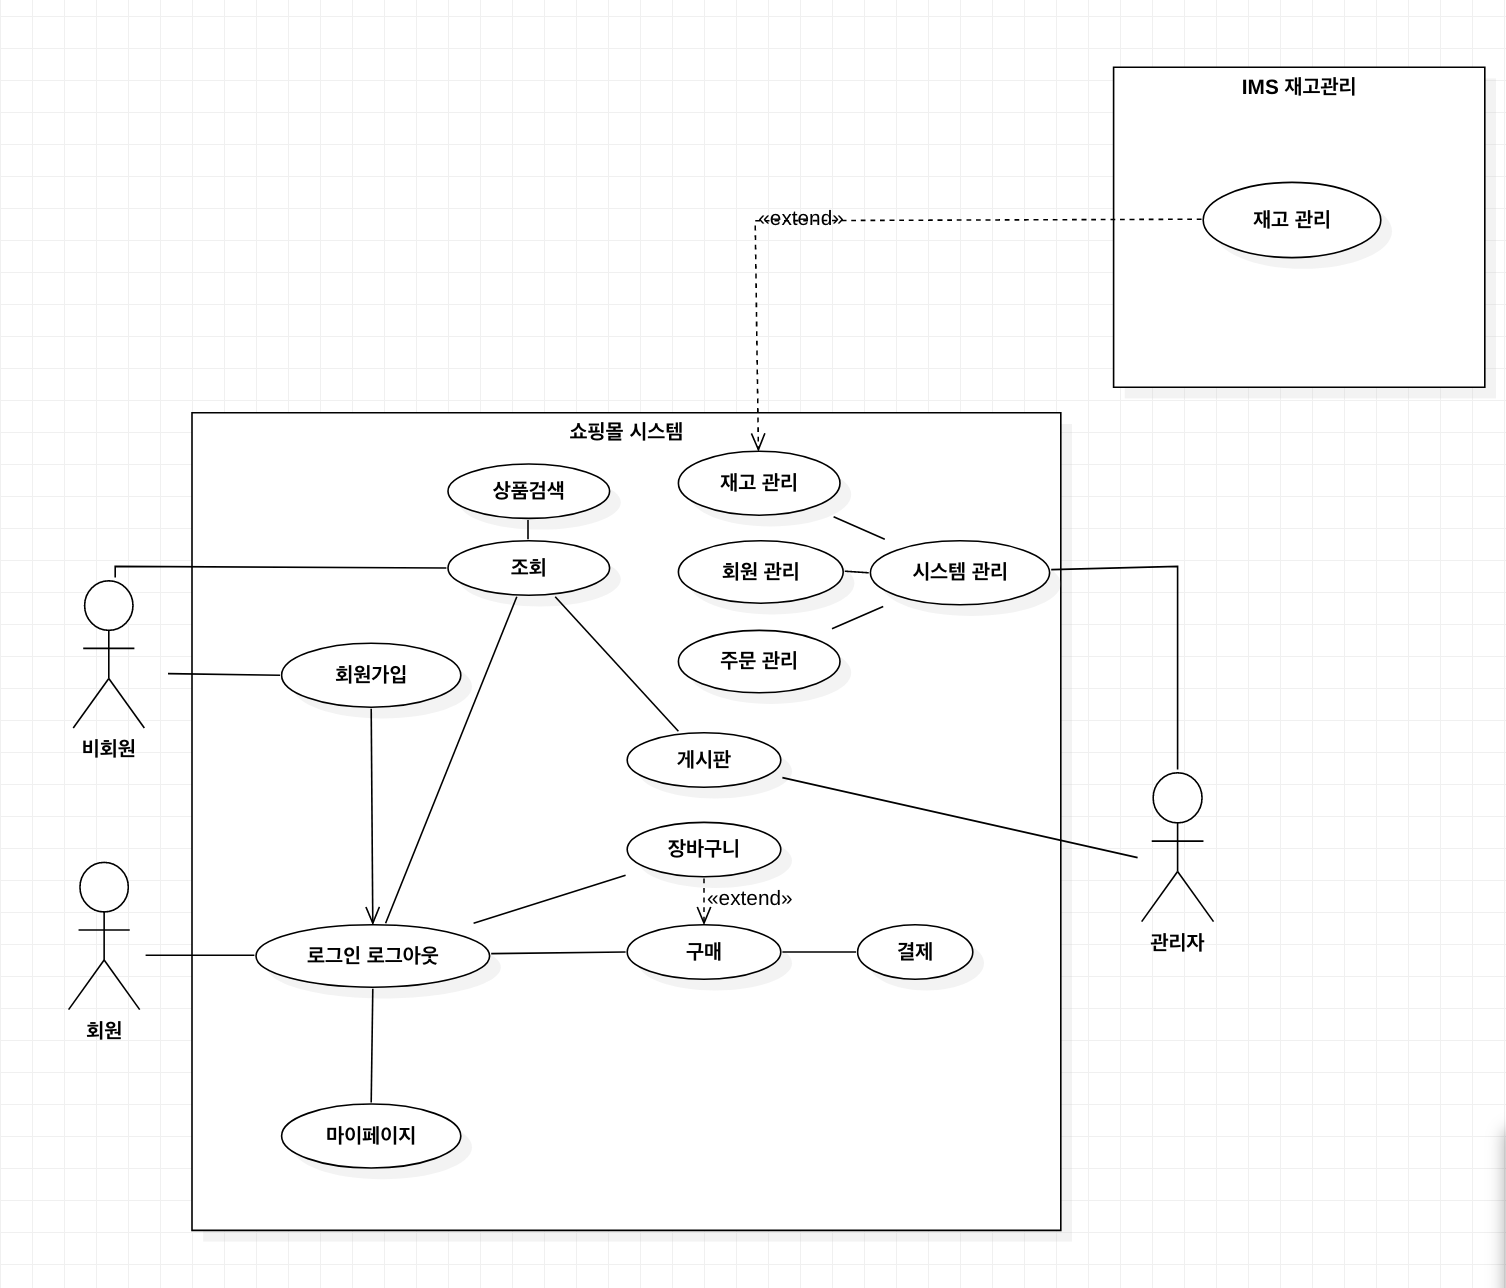 IMS 재고관리
재고 관리
«extend»
쇼핑몰 시스템
상품검색
재고 관리
조회
회원 관리
시스템 관리
회원가입
주문 관리
비회원
게시판
장바구니
«extend»
로그인 로그아웃
구매
결제
관리자
회원
마이페이지